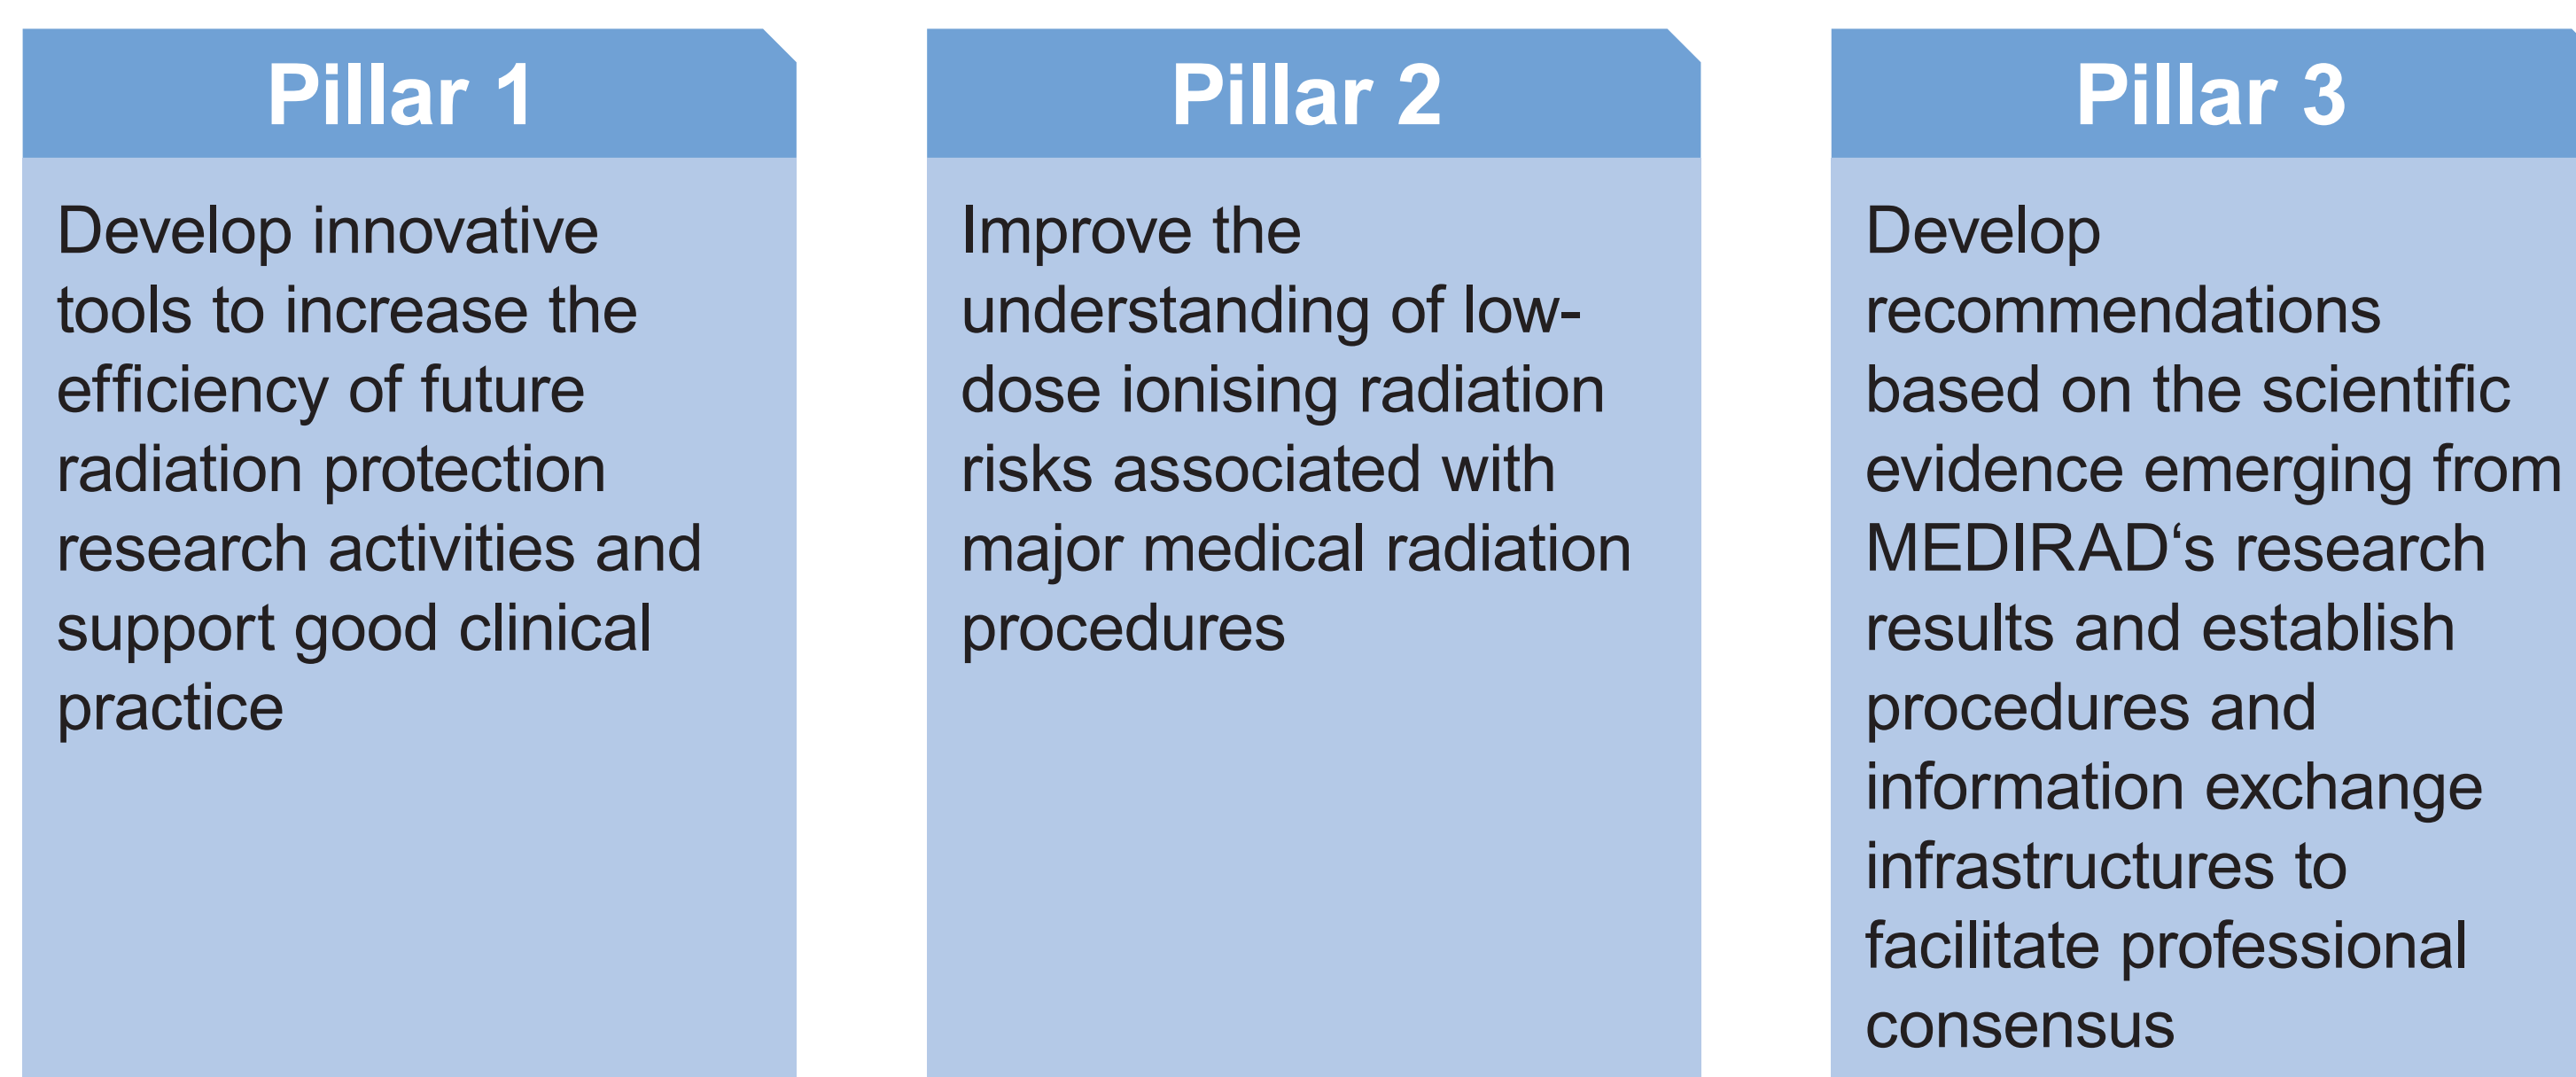 Pillar 1
Develop innovative
tools to increase the
efficiency of future
radiation protection
research activities and
support good clinical
practice
Pillar 2
Improve the
understanding of low-
dose ionising radiation
risks associated with
major medical radiation
procedures
Pillar 3
Develop
recommendations
based on the scientific
evidence emerging from
MEDIRAD‘s research
results and establish
procedures and
information exchange
infrastructures to
facilitate professional
consensus